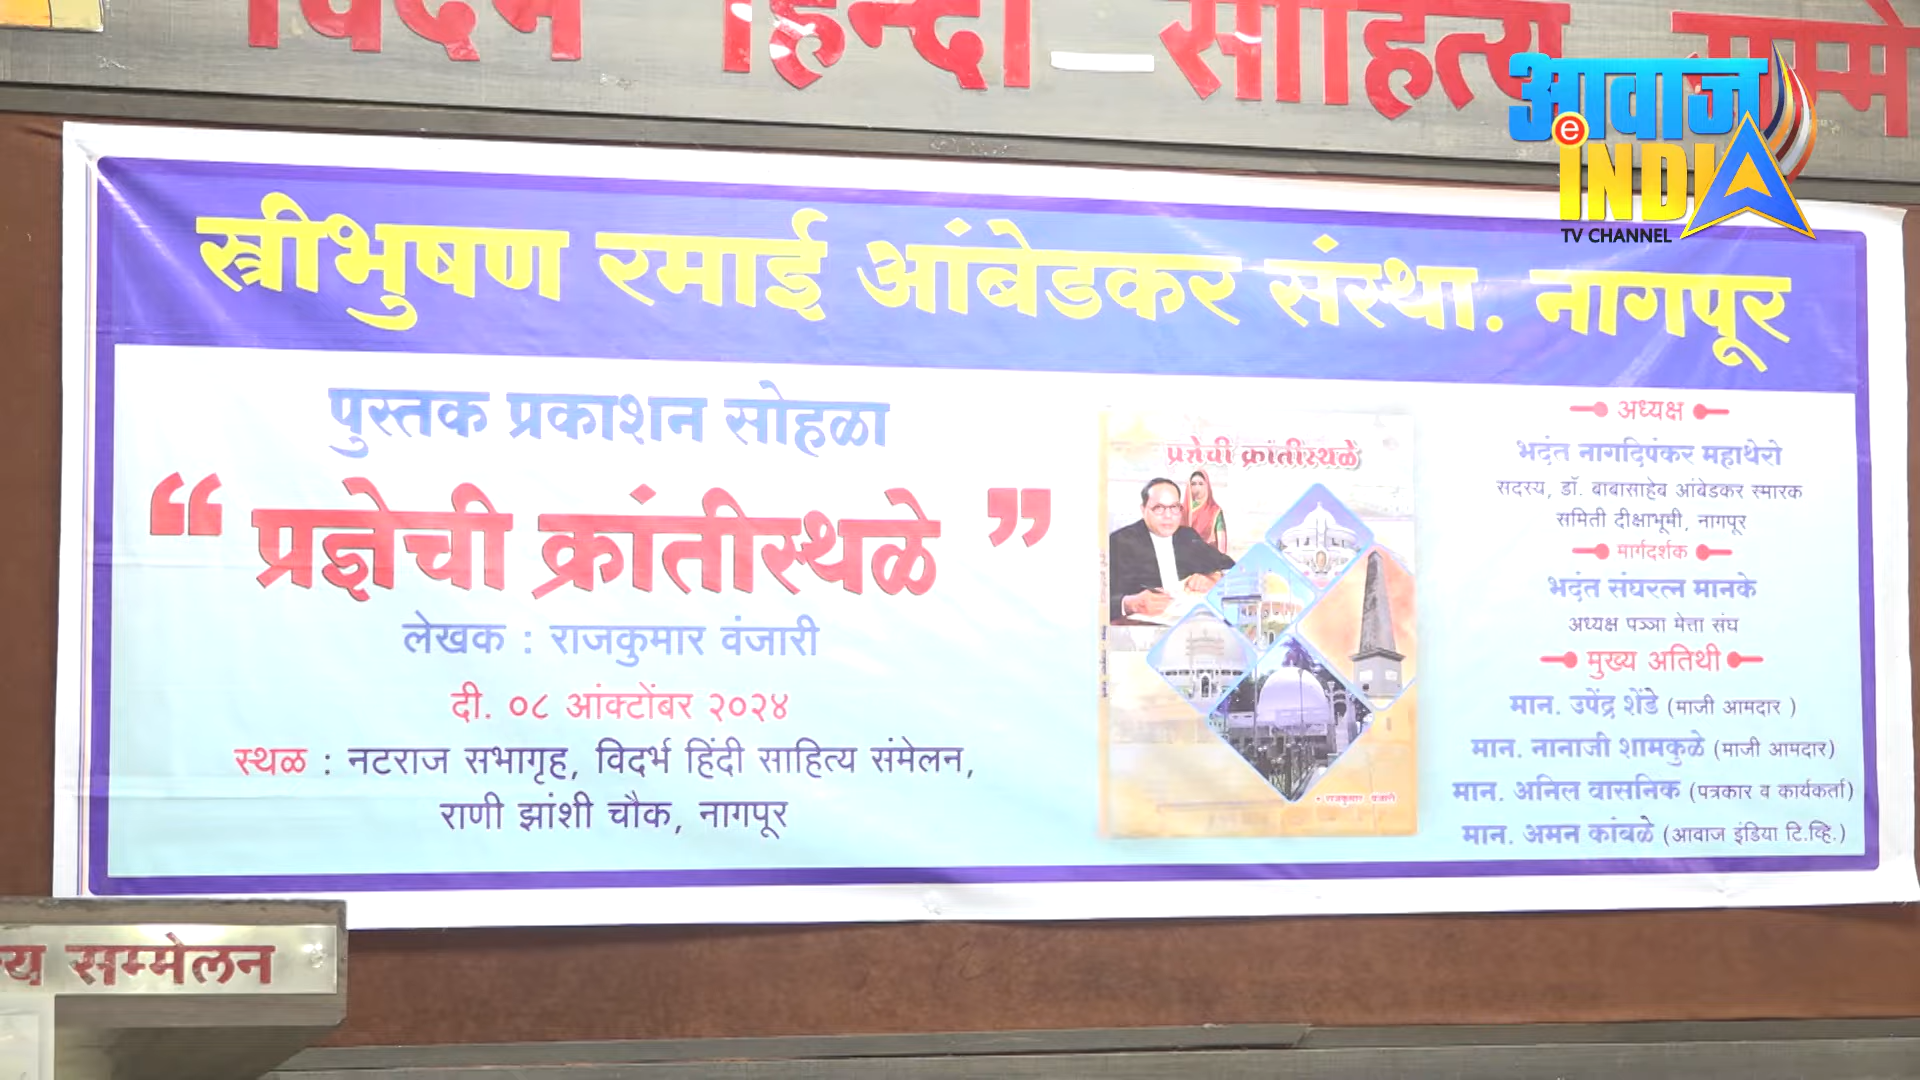 विदर्भ हिन्दी साहित्य सम्मे
आवाज
e
INDIA
TV CHANNEL
स्त्रीभुषण रमाई आंबेडकर संस्था. नागपूर
पुस्तक प्रकाशन सोहळा
“ प्रज्ञेची क्रांतीस्थळे ”
लेखक : राजकुमार वंजारी
दी. ०८ आंक्टोंबर २०२४
स्थळ : नटराज सभागृह, विदर्भ हिंदी साहित्य संमेलन,
राणी झांशी चौक, नागपूर
प्रज्ञेची क्रांतीस्थळे
• राजकुमार वंजारी
अध्यक्ष
भदंत नागदिपंकर महाथेरो
सदस्य, डॉ. बाबासाहेब आंबेडकर स्मारक
समिती दीक्षाभूमी, नागपूर
मार्गदर्शक
भदंत संघरत्न मानके
अध्यक्ष पञ्ञा मेत्ता संघ
मुख्य अतिथी
मान. उपेंद्र शेंडे (माजी आमदार )
मान. नानाजी शामकुळे (माजी आमदार)
मान. अनिल वासनिक (पत्रकार व कार्यकर्ता)
मान. अमन कांबळे (आवाज इंडिया टि.व्हि.)
य सम्मेलन